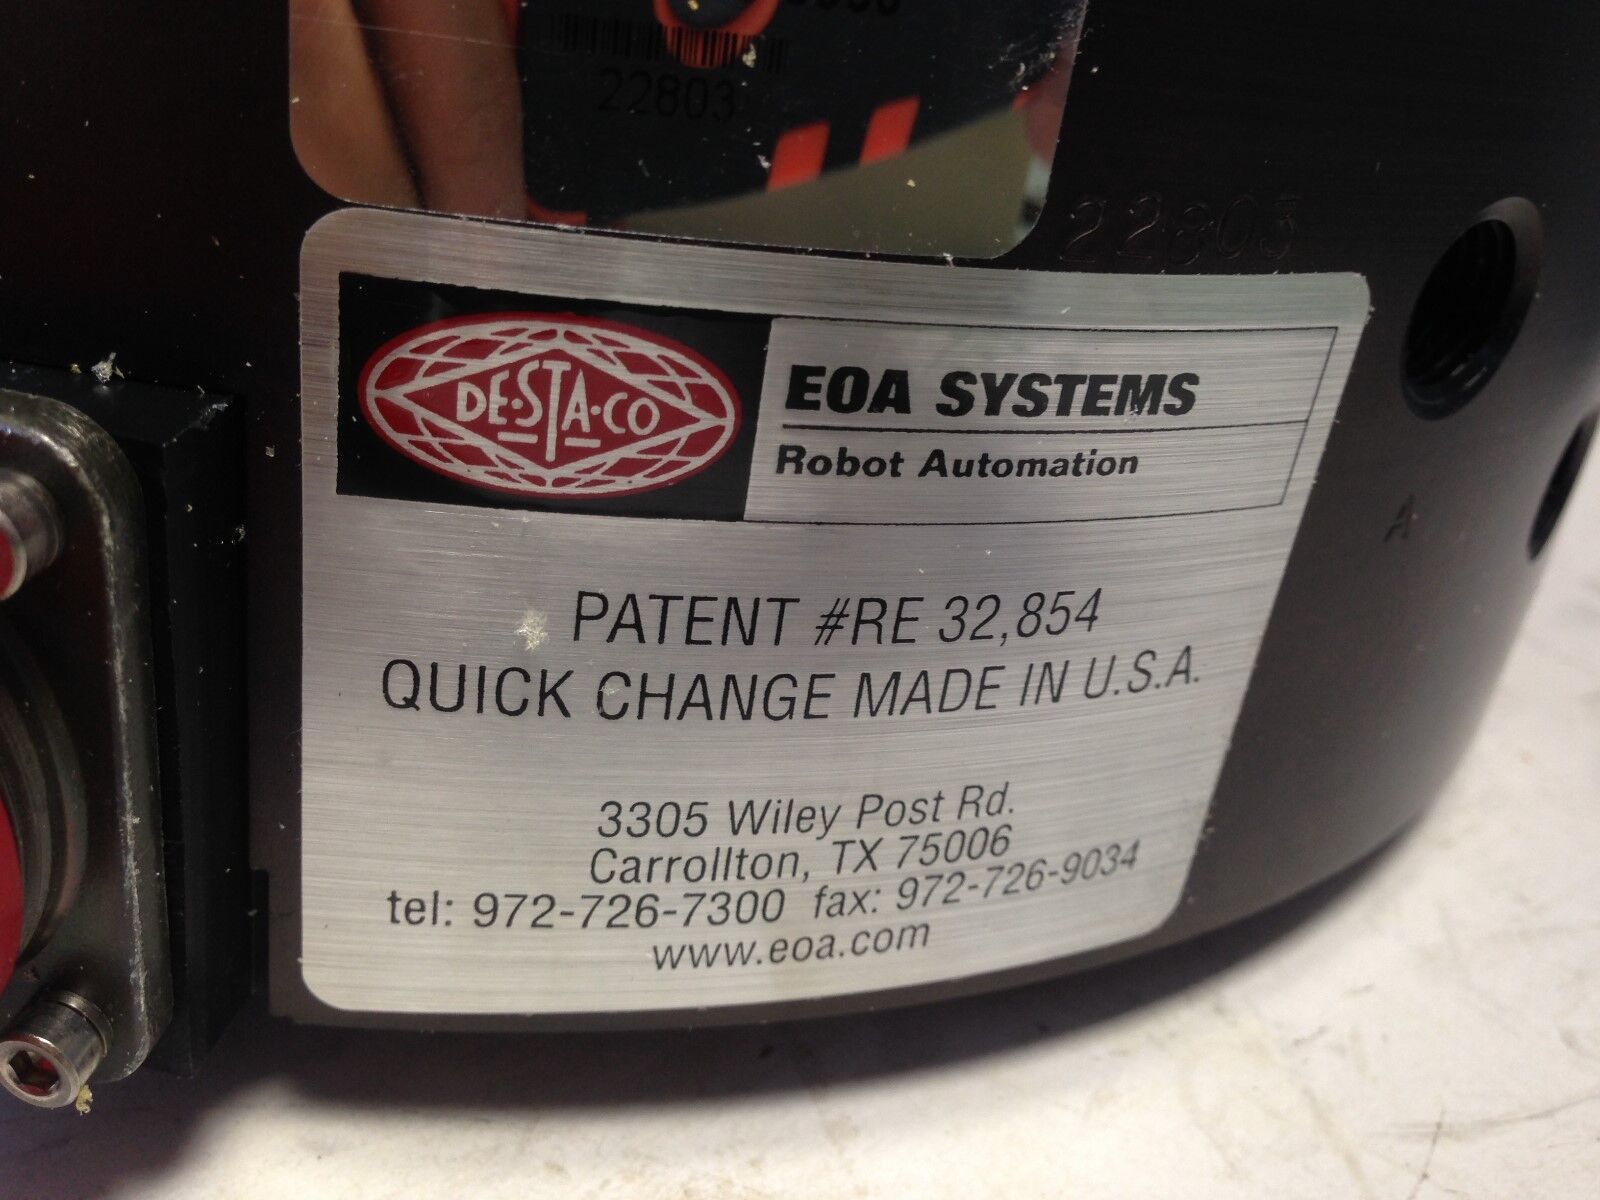 22803
22803
DE-STA-CO
EOA SYSTEMS
Robot Automation
A
PATENT #RE 32,854
QUICK CHANGE MADE IN U.S.A.
3305 Wiley Post Rd.
Carrollton, TX 75006
tel: 972-726-7300 fax: 972-726-9034
www.eoa.com